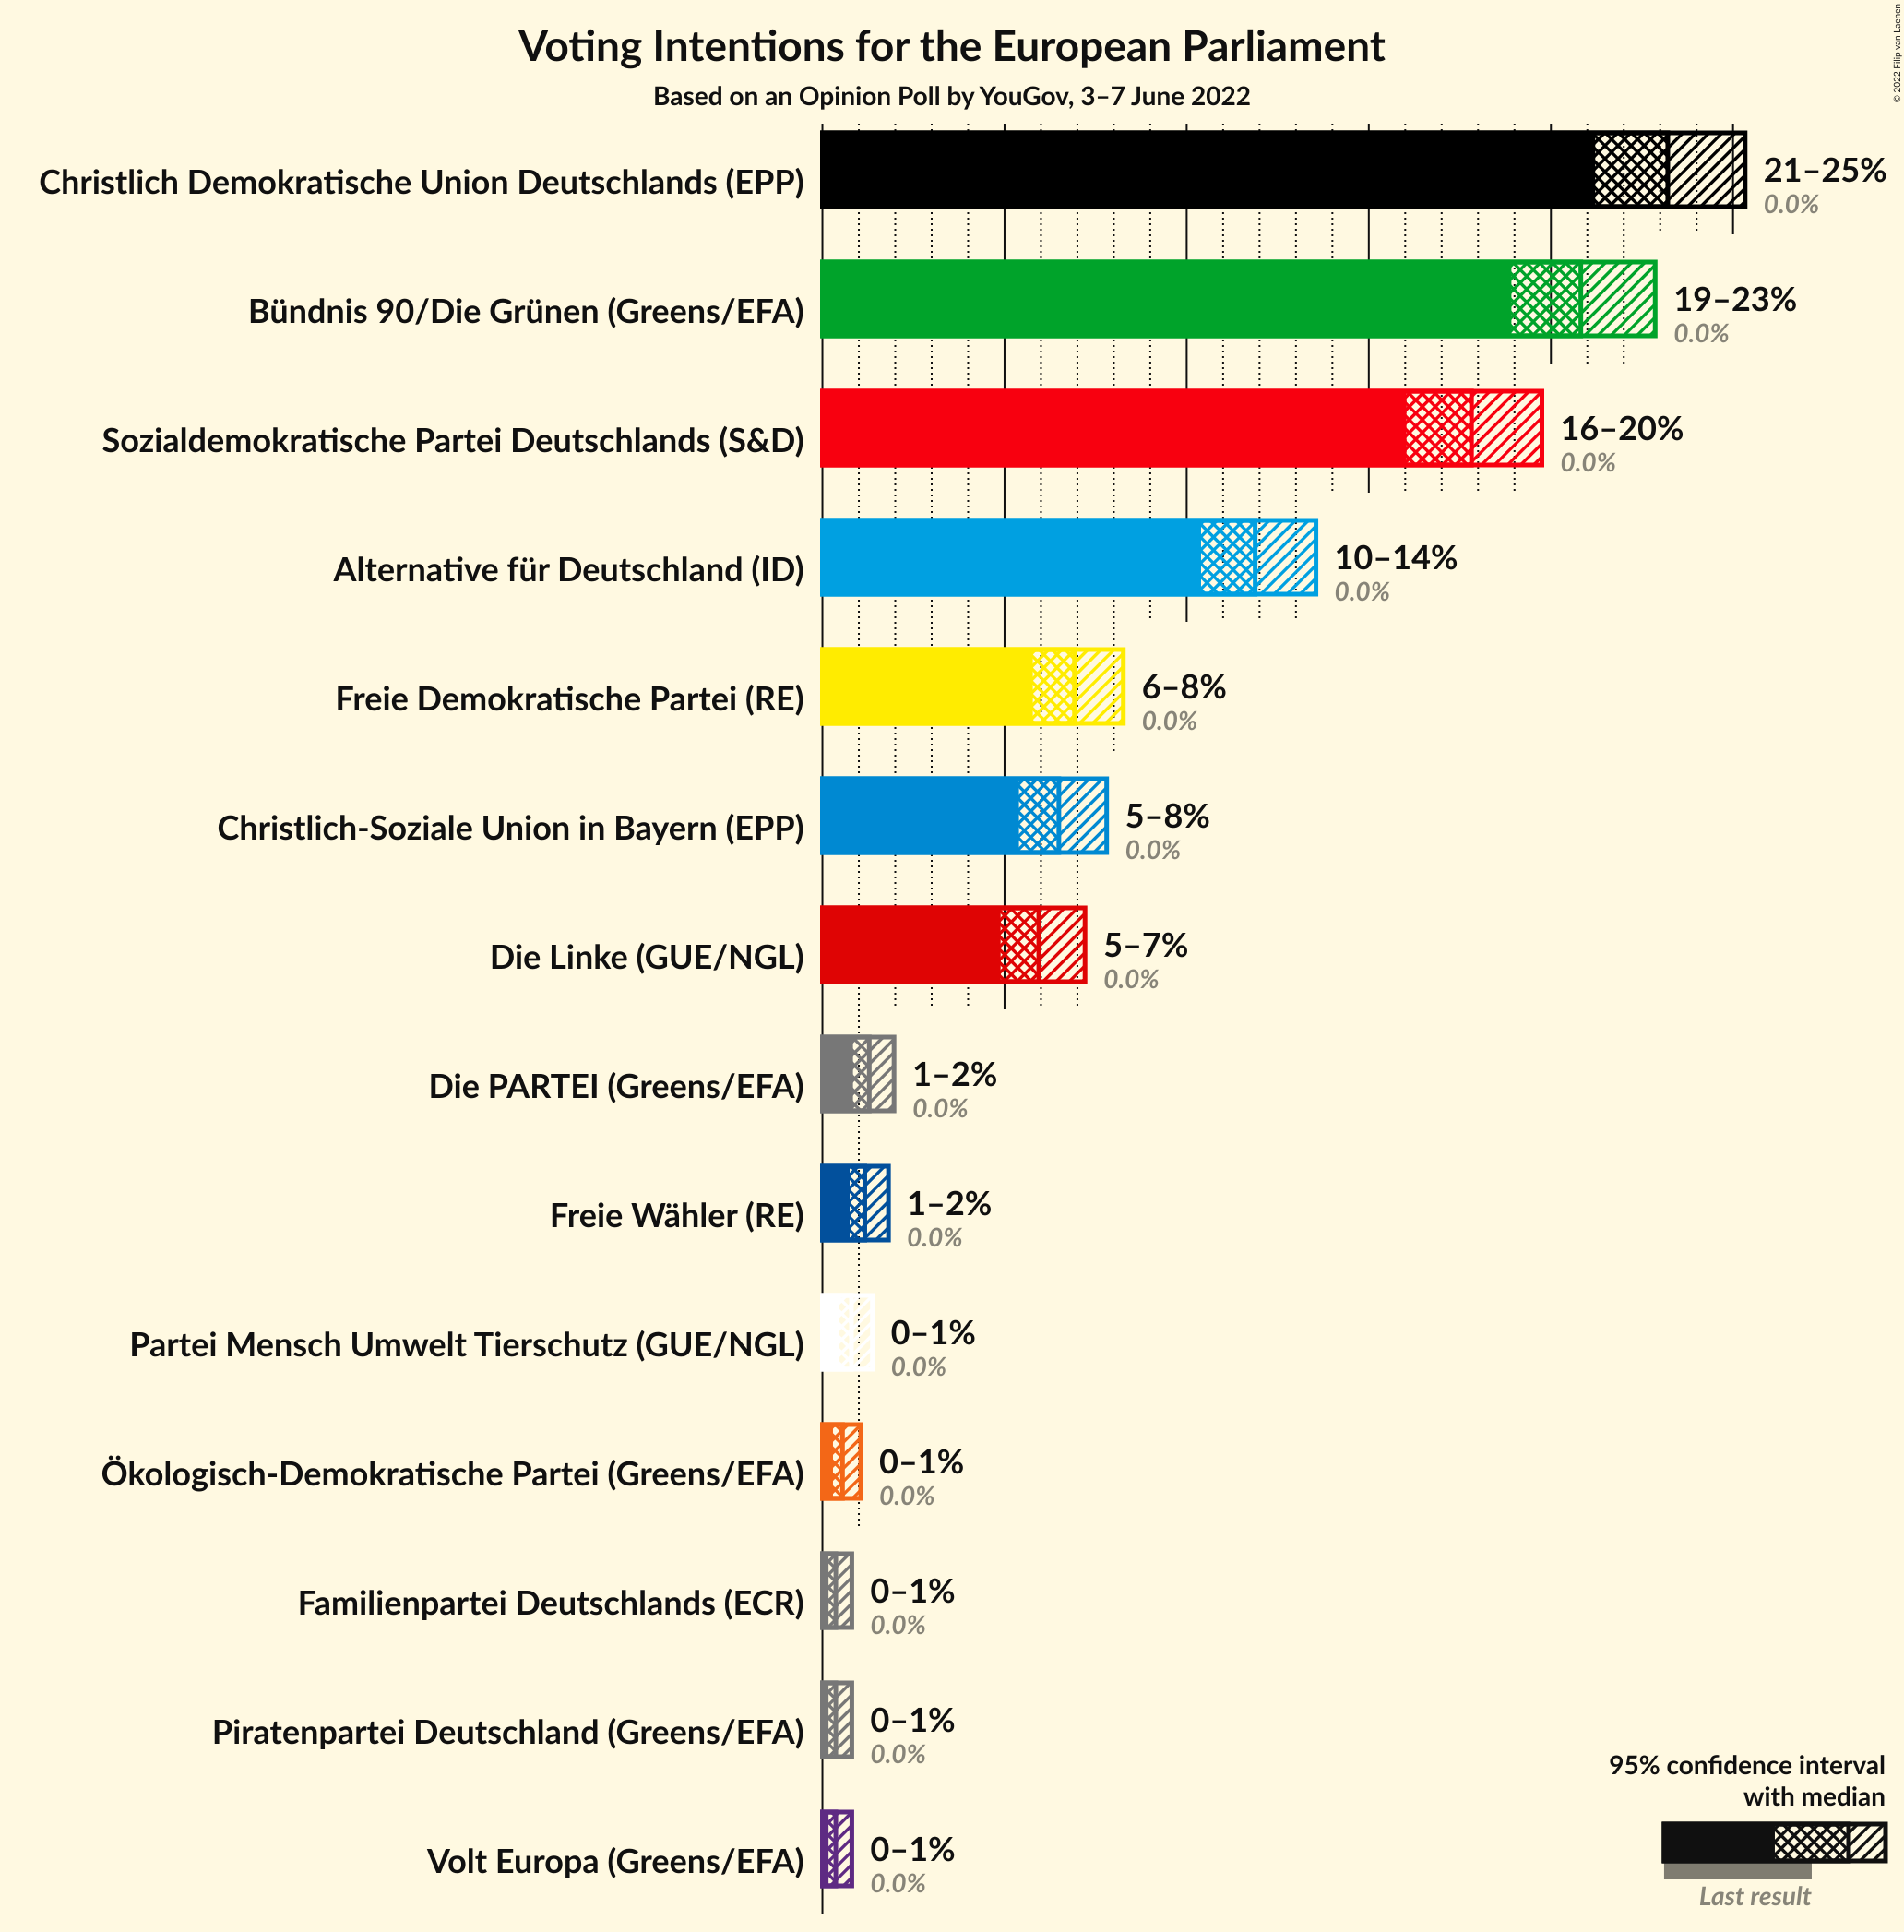 Voting Intentions for the European Parliament
Based on an Opinion Poll by YouGov, 3–7 June 2022
© 2022 Filip van Laenen
Christlich Demokratische Union Deutschlands (EPP)
21–25%
0.0%
Bündnis 90/Die Grünen (Greens/EFA)
19–23%
0.0%
Sozialdemokratische Partei Deutschlands (S&D)
16–20%
0.0%
Alternative für Deutschland (ID)
10–14%
0.0%
Freie Demokratische Partei (RE)
6–8%
0.0%
Christlich-Soziale Union in Bayern (EPP)
5–8%
0.0%
Die Linke (GUE/NGL)
5–7%
0.0%
Die PARTEI (Greens/EFA)
1–2%
0.0%
Freie Wähler (RE)
1–2%
0.0%
Partei Mensch Umwelt Tierschutz (GUE/NGL)
0–1%
0.0%
Ökologisch-Demokratische Partei (Greens/EFA)
0–1%
0.0%
Familienpartei Deutschlands (ECR)
0–1%
0.0%
Piratenpartei Deutschland (Greens/EFA)
0–1%
0.0%
Volt Europa (Greens/EFA)
0–1%
0.0%
95% confidence interval
with median
Last result